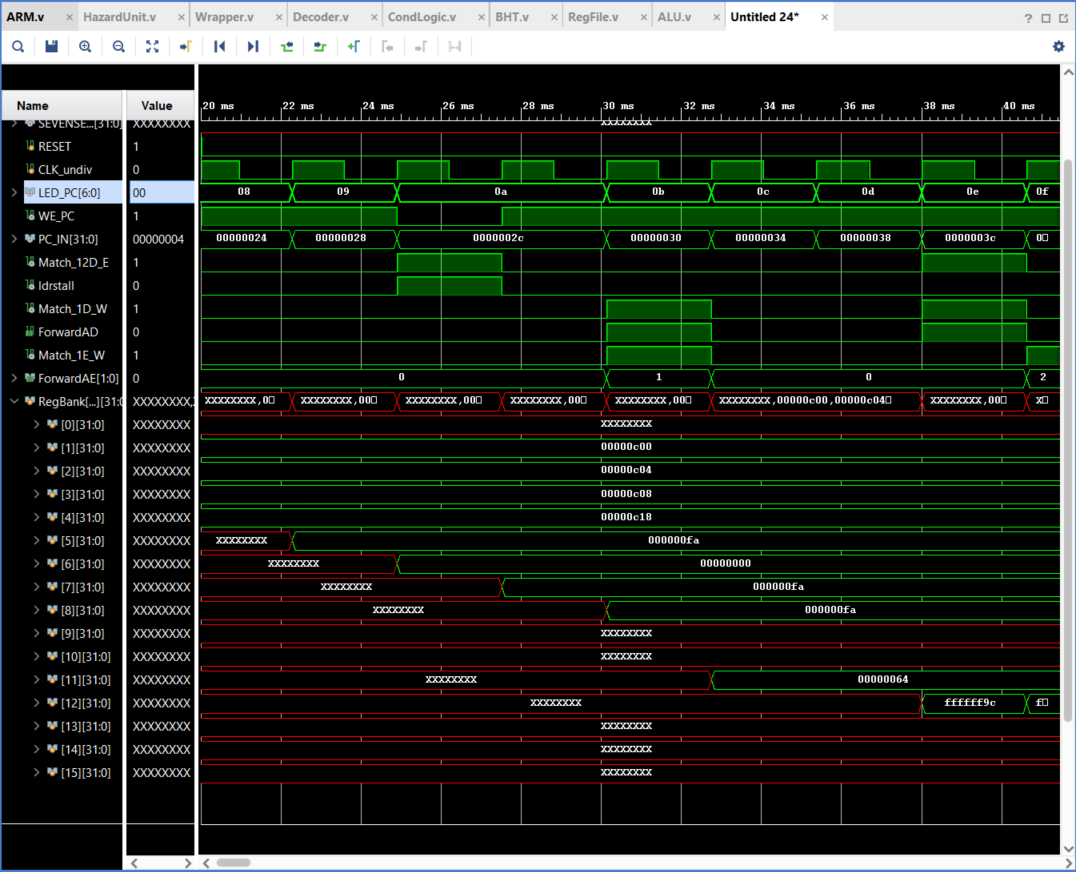 ARM.v × HazardUnit.v × Wrapper.v × Decoder.v × CondLogic.v × BHT.v × RegFile.v × ALU.v × Untitled 24* ×
Name Value 20 ms 22 ms 24 ms 26 ms 28 ms 30 ms 32 ms 34 ms 36 ms 38 ms 40 ms
SEVENSE...[31:0] XXXXXXXX XXXXXXXX
RESET 1
CLK_undiv 0
LED_PC[6:0] 00 08 09 0a 0b 0c 0d 0e 0f
WE_PC 1
PC_IN[31:0] 00000004 00000024 00000028 0000002c 00000030 00000034 00000038 0000003c 0
Match_12D_E 1
ldrstall 0
Match_1D_W 1
ForwardAD 0
Match_1E_W 1
ForwardAE[1:0] 0 0 1 0 2
RegBank[...][31:0 XXXXXXXX, XXXXXXXX,00 XXXXXXXX,00 XXXXXXXX,00 XXXXXXXX,00 XXXXXXXX,00 XXXXXXXX,00000c00,00000c04 XXXXXXXX,00 X
[0][31:0] XXXXXXXX XXXXXXXX
[1][31:0] XXXXXXXX 00000c00
[2][31:0] XXXXXXXX 00000c04
[3][31:0] XXXXXXXX 00000c08
[4][31:0] XXXXXXXX 00000c18
[5][31:0] XXXXXXXX XXXXXXXX 000000fa
[6][31:0] XXXXXXXX XXXXXXXX 00000000
[7][31:0] XXXXXXXX XXXXXXXX 000000fa
[8][31:0] XXXXXXXX XXXXXXXX 000000fa
[9][31:0] XXXXXXXX XXXXXXXX
[10][31:0] XXXXXXXX XXXXXXXX
[11][31:0] XXXXXXXX XXXXXXXX 00000064
[12][31:0] XXXXXXXX XXXXXXXX ffffff9c f
[13][31:0] XXXXXXXX XXXXXXXX
[14][31:0] XXXXXXXX XXXXXXXX
[15][31:0] XXXXXXXX XXXXXXXX